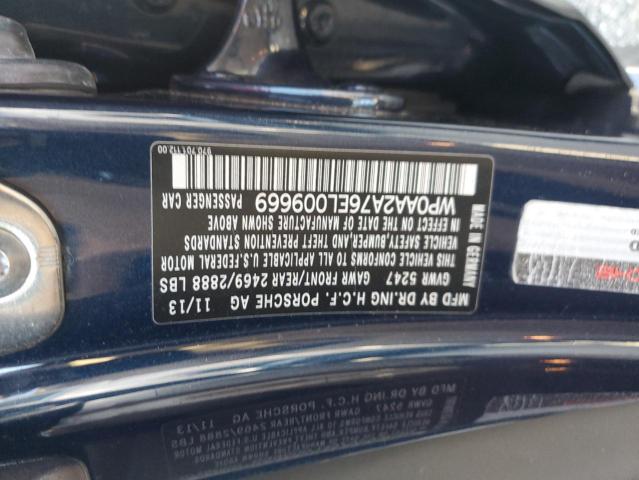 MFD BY DR.ING H.C.F. PORSCHE AG 11/13
GVWR 5247 GAWR FRONT/REAR 2469/2888 LBS
THIS VEHICLE CONFORMS TO ALL APPLICABLE U.S. FEDERAL MOTOR
VEHICLE SAFETY, BUMPER, AND THEFT PREVENTION STANDARDS
IN EFFECT ON THE DATE OF MANUFACTURE SHOWN ABOVE
MADE IN GERMANY
PASSENGER CAR
WP0AA2A76EL009669
970 701 112 00